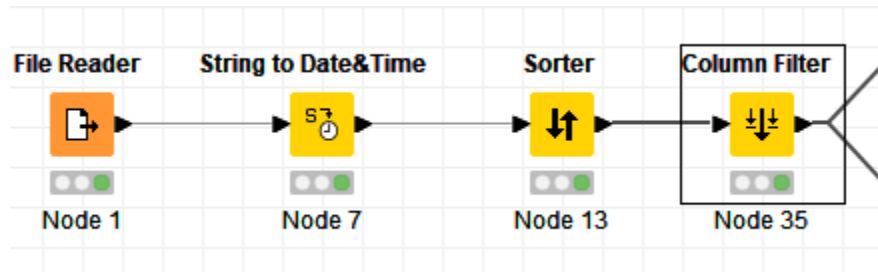 File Reader
String to Date&Time
Sorter
Column Filter
S
Node 1
Node 7
Node 13
Node 35